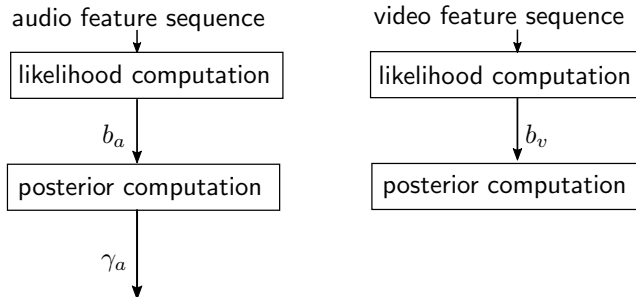 audio feature sequence
likelihood computation
b_a
posterior computation
γ_a
video feature sequence
likelihood computation
b_v
posterior computation